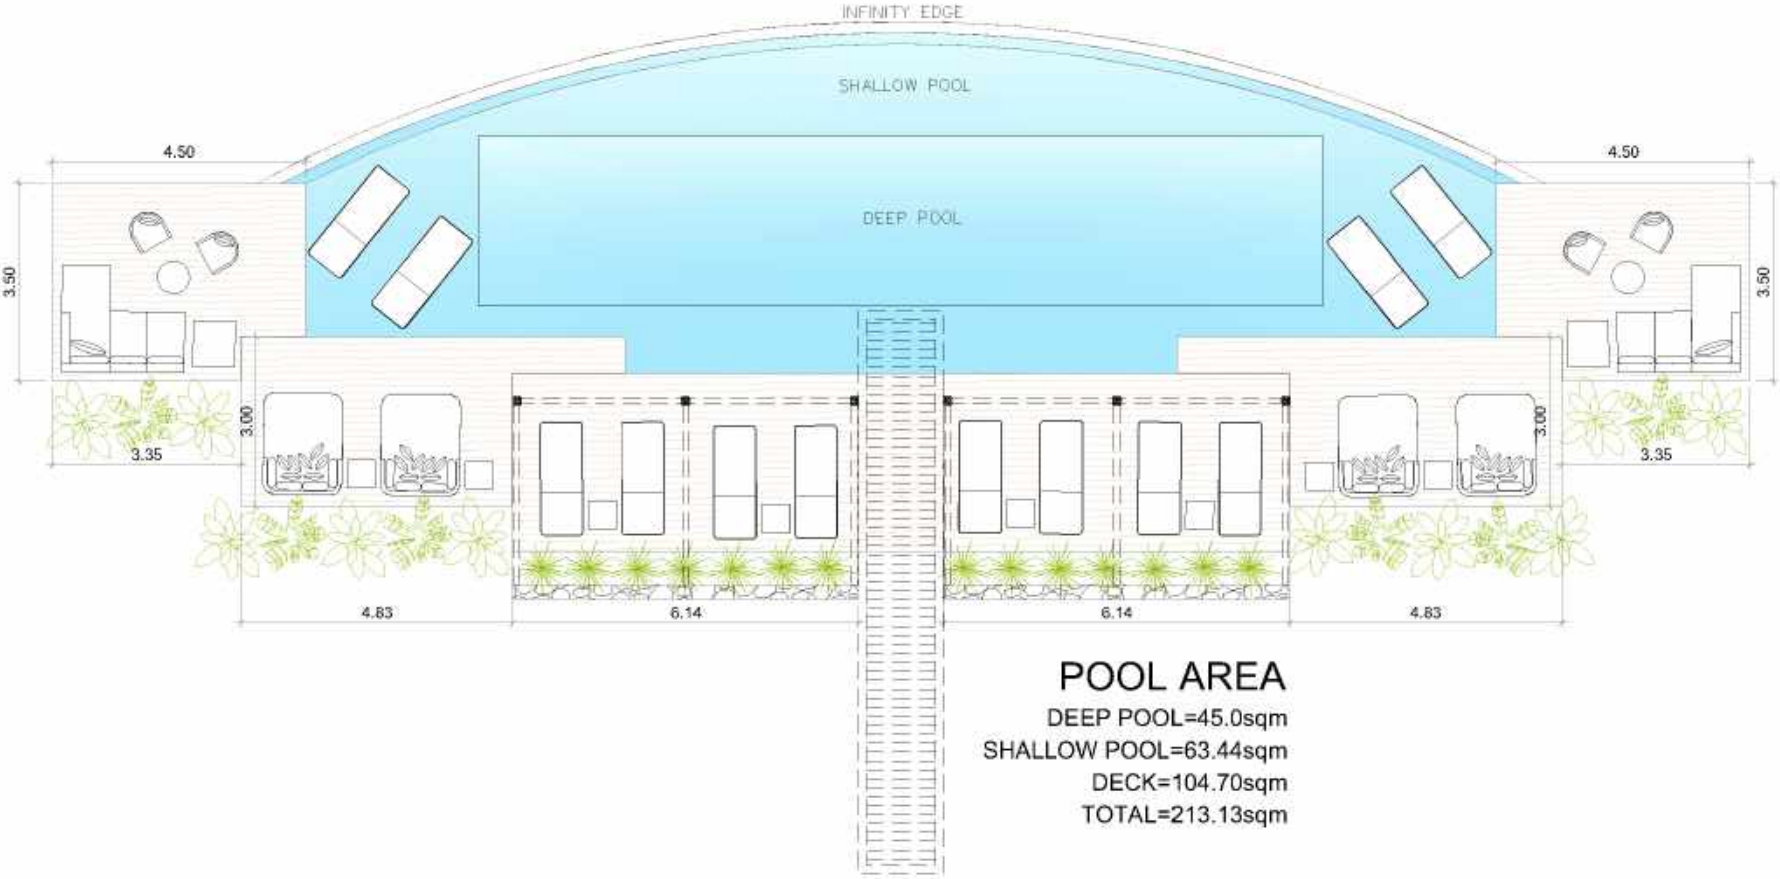 INFINITY EDGE
SHALLOW POOL
4.50
4.50
DEEP POOL
3.50
3.50
3.00
3.00
3.35
3.35
4.83
6.14
6.14
4.83
POOL AREA
DEEP POOL=45.0sqm
SHALLOW POOL=63.44sqm
DECK=104.70sqm
TOTAL=213.13sqm